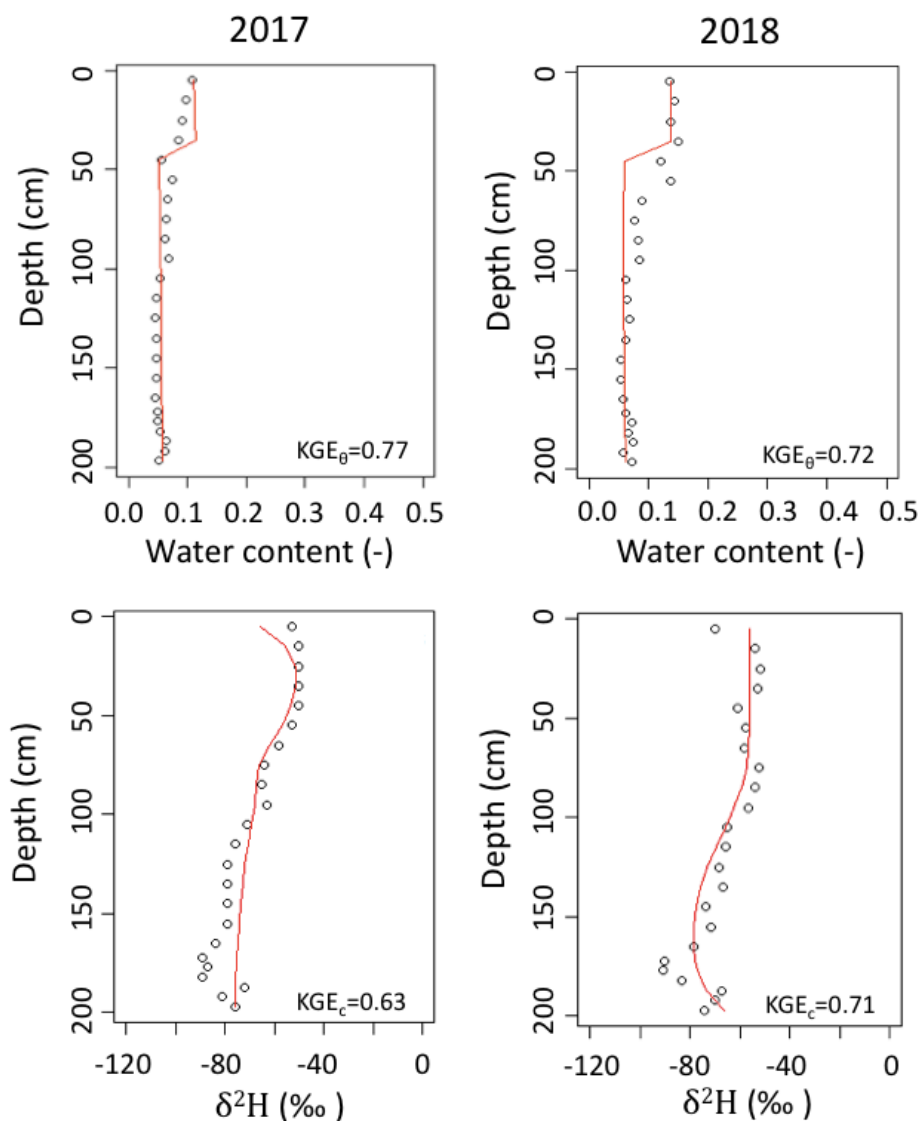 2017
2018
0
50
100
150
200
Depth (cm)
KGEθ=0.77
0.0 0.1 0.2 0.3 0.4 0.5
Water content (-)
0
50
100
150
200
Depth (cm)
KGEθ=0.72
0.0 0.1 0.2 0.3 0.4 0.5
Water content (-)
0
50
100
150
200
Depth (cm)
KGEc=0.63
-120 -80 -40 0
δ²H (‰)
0
50
100
150
200
Depth (cm)
KGEc=0.71
-120 -80 -40 0
δ²H (‰)